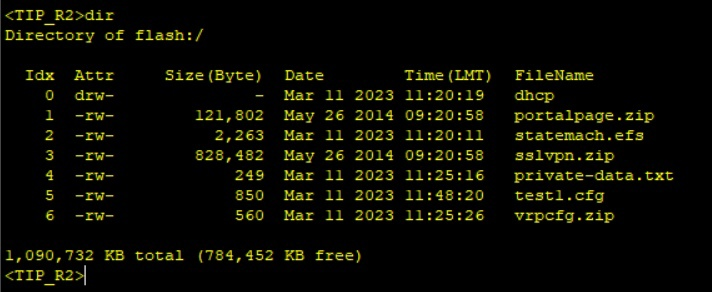 <TIP_R2>dir
Directory of flash:/
Idx Attr Size(Byte) Date Time(LMT) FileName
0 drw- - Mar 11 2023 11:20:19 dhcp
1 -rw- 121,802 May 26 2014 09:20:58 portalpage.zip
2 -rw- 2,263 Mar 11 2023 11:20:11 statemach.efs
3 -rw- 828,482 May 26 2014 09:20:58 sslvpn.zip
4 -rw- 249 Mar 11 2023 11:25:16 private-data.txt
5 -rw- 850 Mar 11 2023 11:48:20 test1.cfg
6 -rw- 560 Mar 11 2023 11:25:26 vrpcfg.zip
1,090,732 KB total (784,452 KB free)
<TIP_R2>